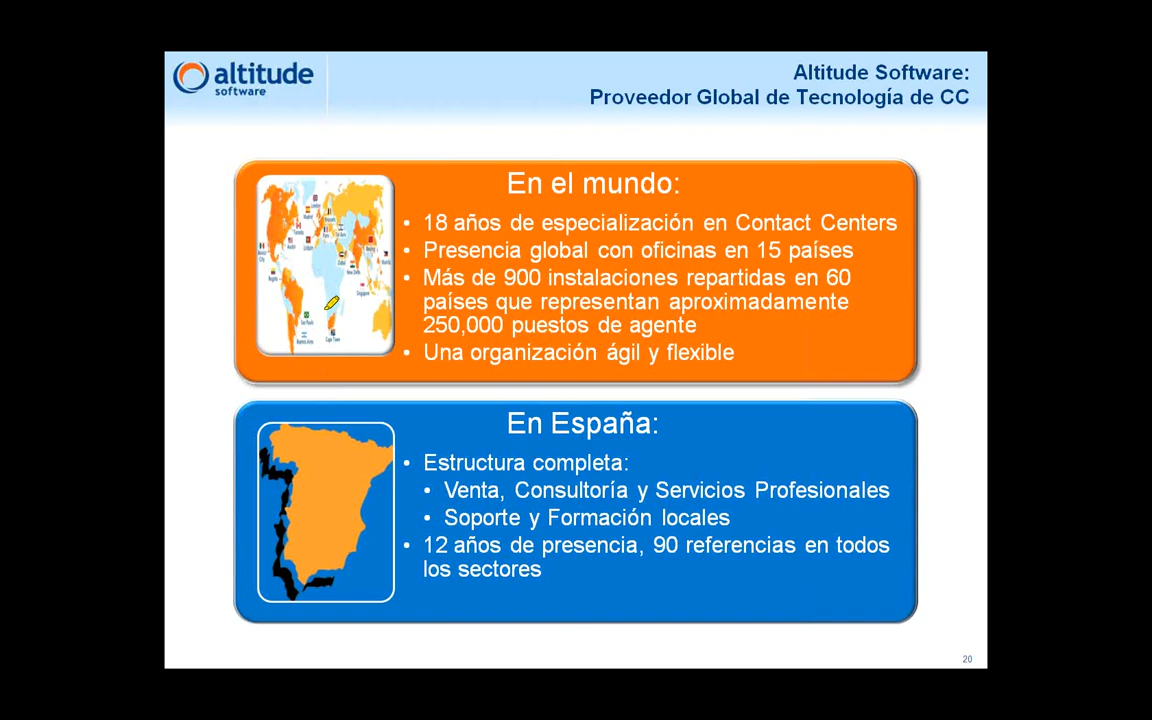 altitude
software
Altitude Software:
Proveedor Global de Tecnología de CC
En el mundo:
• 18 años de especialización en Contact Centers
• Presencia global con oficinas en 15 países
• Más de 900 instalaciones repartidas en 60
países que representan aproximadamente
250,000 puestos de agente
• Una organización ágil y flexible
En España:
• Estructura completa:
• Venta, Consultoría y Servicios Profesionales
• Soporte y Formación locales
• 12 años de presencia, 90 referencias en todos
los sectores
20